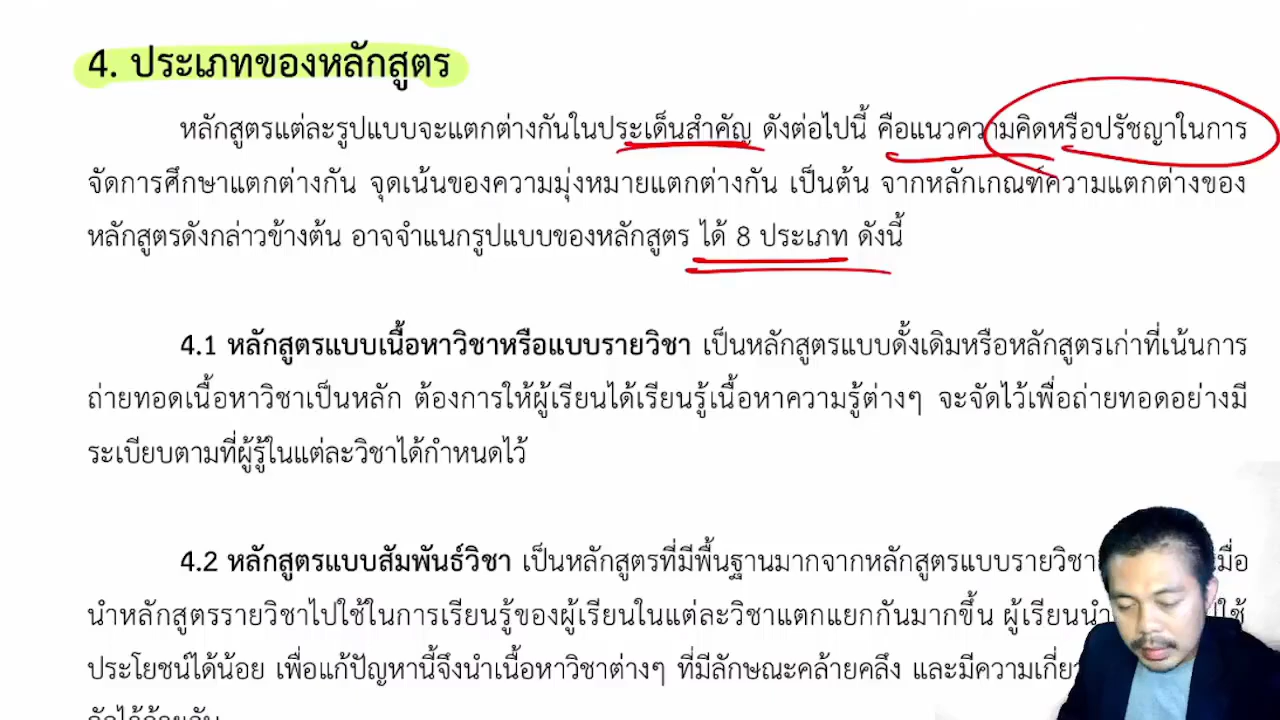 4. ประเภทของหลักสูตร
หลักสูตรแต่ละรูปแบบจะแตกต่างกันในประเด็นสำคัญ ดังต่อไปนี้ คือแนวความคิดหรือปรัชญาในการ
จัดการศึกษาแตกต่างกัน จุดเน้นของความมุ่งหมายแตกต่างกัน เป็นต้น จากหลักเกณฑ์ความแตกต่างของ
หลักสูตรดังกล่าวข้างต้น อาจจำแนกรูปแบบของหลักสูตร ได้ 8 ประเภท ดังนี้
4.1 หลักสูตรแบบเนื้อหาวิชาหรือแบบรายวิชา เป็นหลักสูตรแบบดั้งเดิมหรือหลักสูตรเก่าที่เน้นการ
ถ่ายทอดเนื้อหาวิชาเป็นหลัก ต้องการให้ผู้เรียนได้เรียนรู้เนื้อหาความรู้ต่างๆ จะจัดไว้เพื่อถ่ายทอดอย่างมี
ระเบียบตามที่ผู้รู้ในแต่ละวิชาได้กำหนดไว้
4.2 หลักสูตรแบบสัมพันธ์วิชา เป็นหลักสูตรที่มีพื้นฐานมากจากหลักสูตรแบบรายวิชา
นำหลักสูตรรายวิชาไปใช้ในการเรียนรู้ของผู้เรียนในแต่ละวิชาแตกแยกกันมากขึ้น ผู้เรียนนำ
ประโยชน์ได้น้อย เพื่อแก้ปัญหานี้จึงนำเนื้อหาวิชาต่างๆ ที่มีลักษณะคล้ายคลึง และมีความ